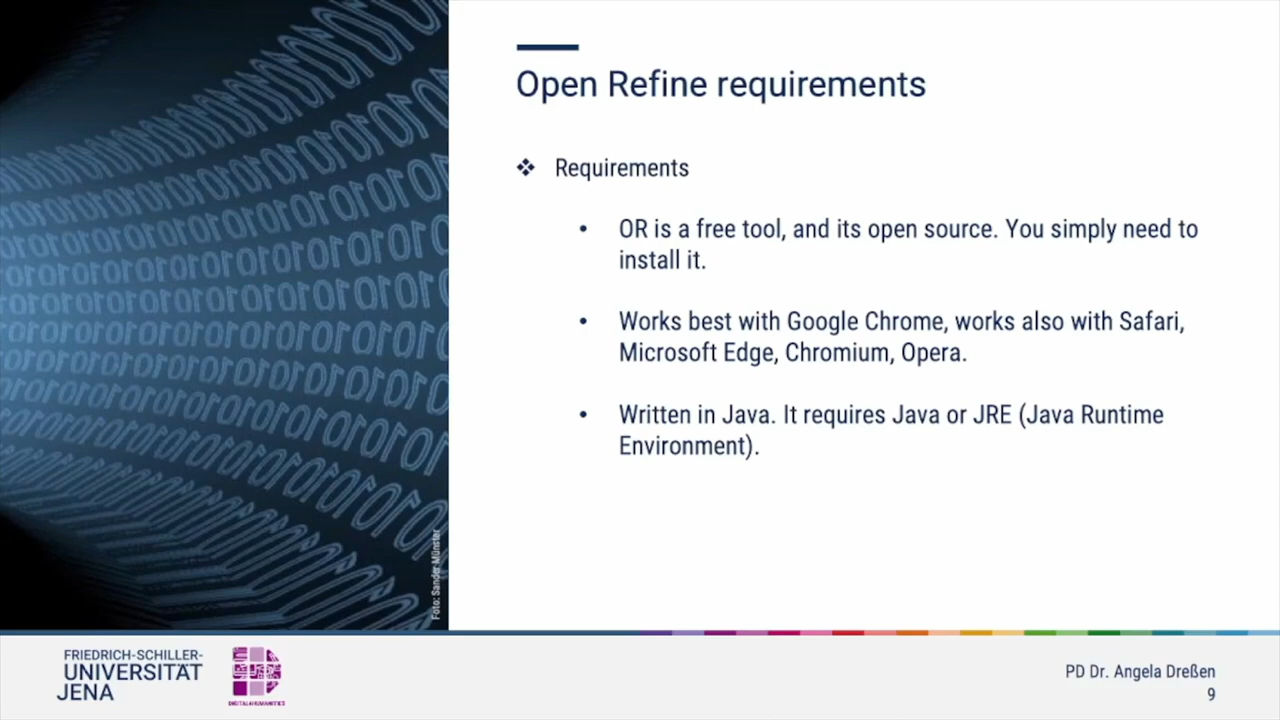 Open Refine requirements
❖ Requirements
• OR is a free tool, and its open source. You simply need to
install it.
• Works best with Google Chrome, works also with Safari,
Microsoft Edge, Chromium, Opera.
• Written in Java. It requires Java or JRE (Java Runtime
Environment).
Foto: Sander Münster
FRIEDRICH-SCHILLER-
UNIVERSITÄT
JENA
DIGITAL HUMANITIES
PD Dr. Angela Dreßen
9